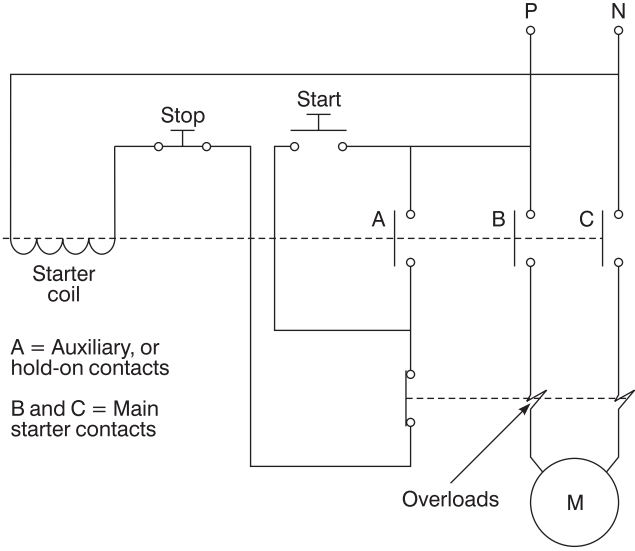 P N
Start
Stop
A B C
Starter
coil
A = Auxiliary, or
hold-on contacts
B and C = Main
starter contacts
Overloads
M